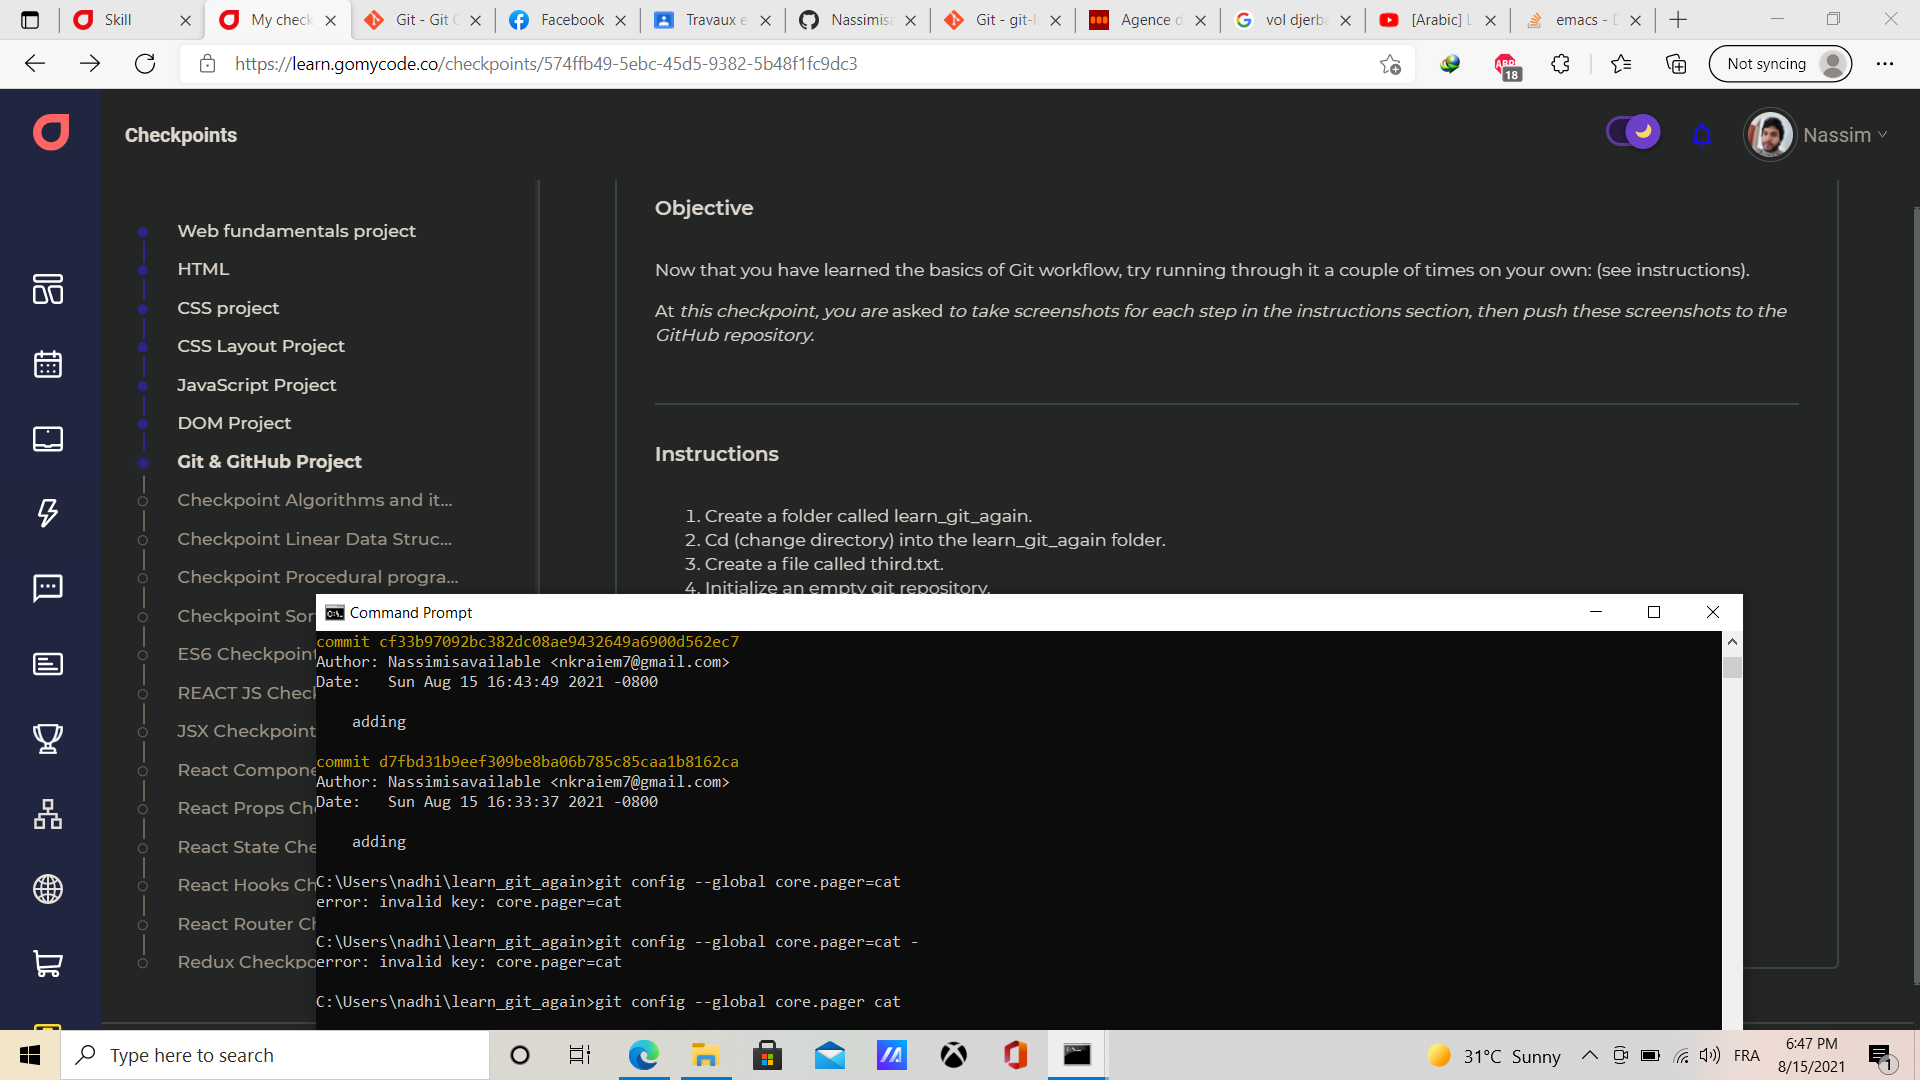 Skill
My check
Git - Git C
Facebook
Travaux e
Nassimis
Git - git-l
Agence d
vol djerb
[Arabic] L
emacs - D
https://learn.gomycode.co/checkpoints/574ffb49-5ebc-45d5-9382-5b48f1fc9dc3
ABP
18
Not syncing
Checkpoints
Nassim
Web fundamentals project
HTML
CSS project
CSS Layout Project
JavaScript Project
DOM Project
Git & GitHub Project
Checkpoint Algorithms and it...
Checkpoint Linear Data Struc...
Checkpoint Procedural progra...
Checkpoint Sor
ES6 Checkpoint
REACT JS Check
JSX Checkpoint
React Compone
React Props Ch
React State Che
React Hooks Ch
React Router Ch
Redux Checkpo
Objective
Now that you have learned the basics of Git workflow, try running through it a couple of times on your own: (see instructions).
At this checkpoint, you are asked to take screenshots for each step in the instructions section, then push these screenshots to the
GitHub repository.
Instructions
1. Create a folder called learn_git_again.
2. Cd (change directory) into the learn_git_again folder.
3. Create a file called third.txt.
4. Initialize an empty git repository.
Command Prompt
commit cf33b97092bc382dc08ae9432649a6900d562ec7
Author: Nassimisavailable <nkraiem7@gmail.com>
Date:   Sun Aug 15 16:43:49 2021 -0800
adding
commit d7fbd31b9eef309be8ba06b785c85caa1b8162ca
Author: Nassimisavailable <nkraiem7@gmail.com>
Date:   Sun Aug 15 16:33:37 2021 -0800
adding
C:\Users\nadhi\learn_git_again>git config --global core.pager=cat
error: invalid key: core.pager=cat
C:\Users\nadhi\learn_git_again>git config --global core.pager=cat -
error: invalid key: core.pager=cat
C:\Users\nadhi\learn_git_again>git config --global core.pager cat
Type here to search
31°C Sunny
FRA
6:47 PM
8/15/2021
1